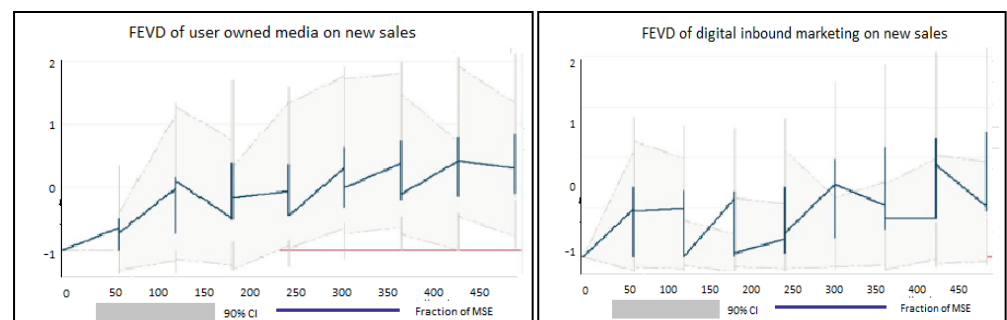 FEVD of user owned media on new sales
2
1
0
-1
0 50 100 150 200 250 300 350 400 450
90% CI Fraction of MSE
FEVD of digital inbound marketing on new sales
2
1
0
-1
0 50 100 150 200 250 300 350 400 450
90% CI Fraction of MSE